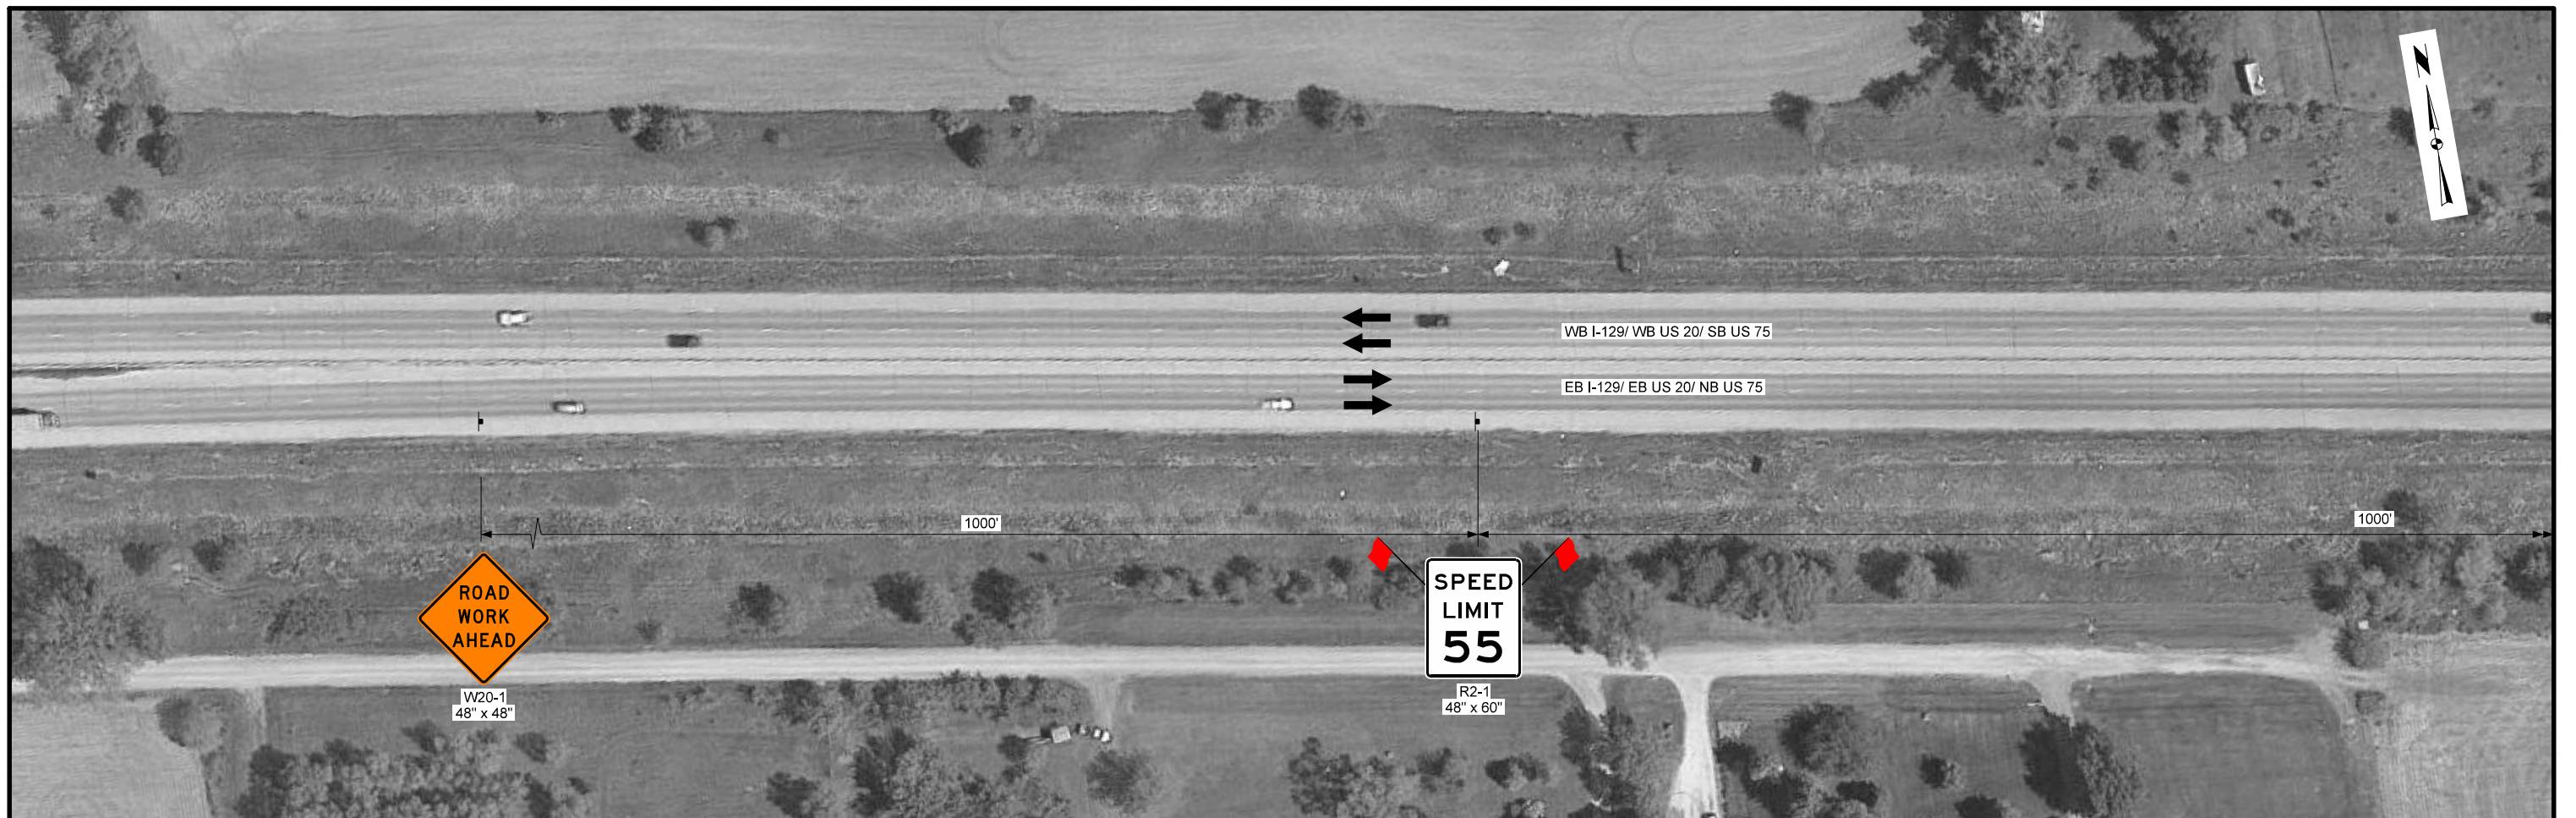 N
WB I-129/ WB US 20/ SB US 75
EB I-129/ EB US 20/ NB US 75
1000'
1000'
ROAD
WORK
AHEAD
W20-1
48" x 48"
SPEED
LIMIT
55
R2-1
48" x 60"